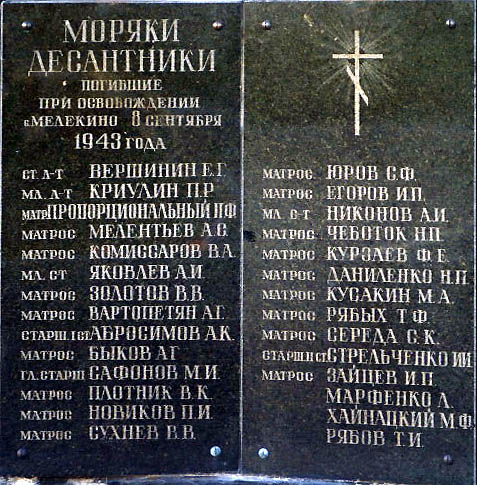 МОРЯКИ
ДЕСАНТНИКИ
ПОГИБШИЕ
ПРИ ОСВОБОЖДЕНИИ
с.МЕЛЕКИНО 8 СЕНТЯБРЯ
1943 ГОДА
СТ. Л-Т ВЕРШИНИН Е.Г.
МЛ. Л-Т КРИУЛИН П.Р.
МАТР. ПРОПОРЦИОНАЛЬНЫЙ П.Ф.
МАТРОС МЕЛЕНТЬЕВ А.С.
МАТРОС КОМИССАРОВ В.А.
МЛ. СТ ЯКОВЛЕВ А.И.
МАТРОС ЗОЛОТОВ В.В.
МАТРОС ВАРТОПЕТЯН А.Г.
СТАРШ. 1 СТ. АБРОСИМОВ А.К.
МАТРОС БЫКОВ А.Г.
ГЛ. СТАРШ САФОНОВ М.И.
МАТРОС ПЛОТНИК В.К.
МАТРОС НОВИКОВ П.И.
МАТРОС СУХНЕВ В.В.
МАТРОС ЮРОВ С.Ф.
МАТРОС ЕГОРОВ И.П.
МЛ. НИКОНОВ А.И.
МАТРОС ЧЕБОТОК Н.П.
МАТРОС КУРЗАЕВ Ф.Е.
МАТРОС ДАНИЛЕНКО Н.П.
МАТРОС КУСАКИН М.А.
МАТРОС РЯБЫХ Т.Ф.
МАТРОС СЕРЕДА С.К.
СТАРШ СТ. СТРЕЛЬЧЕНКО И.И.
МАТРОС ЗАЙЦЕВ И.П.
МАРФЕНКО Л.
ХАЙНАЦКИЙ М.Ф.
РЯБОВ Т.И.